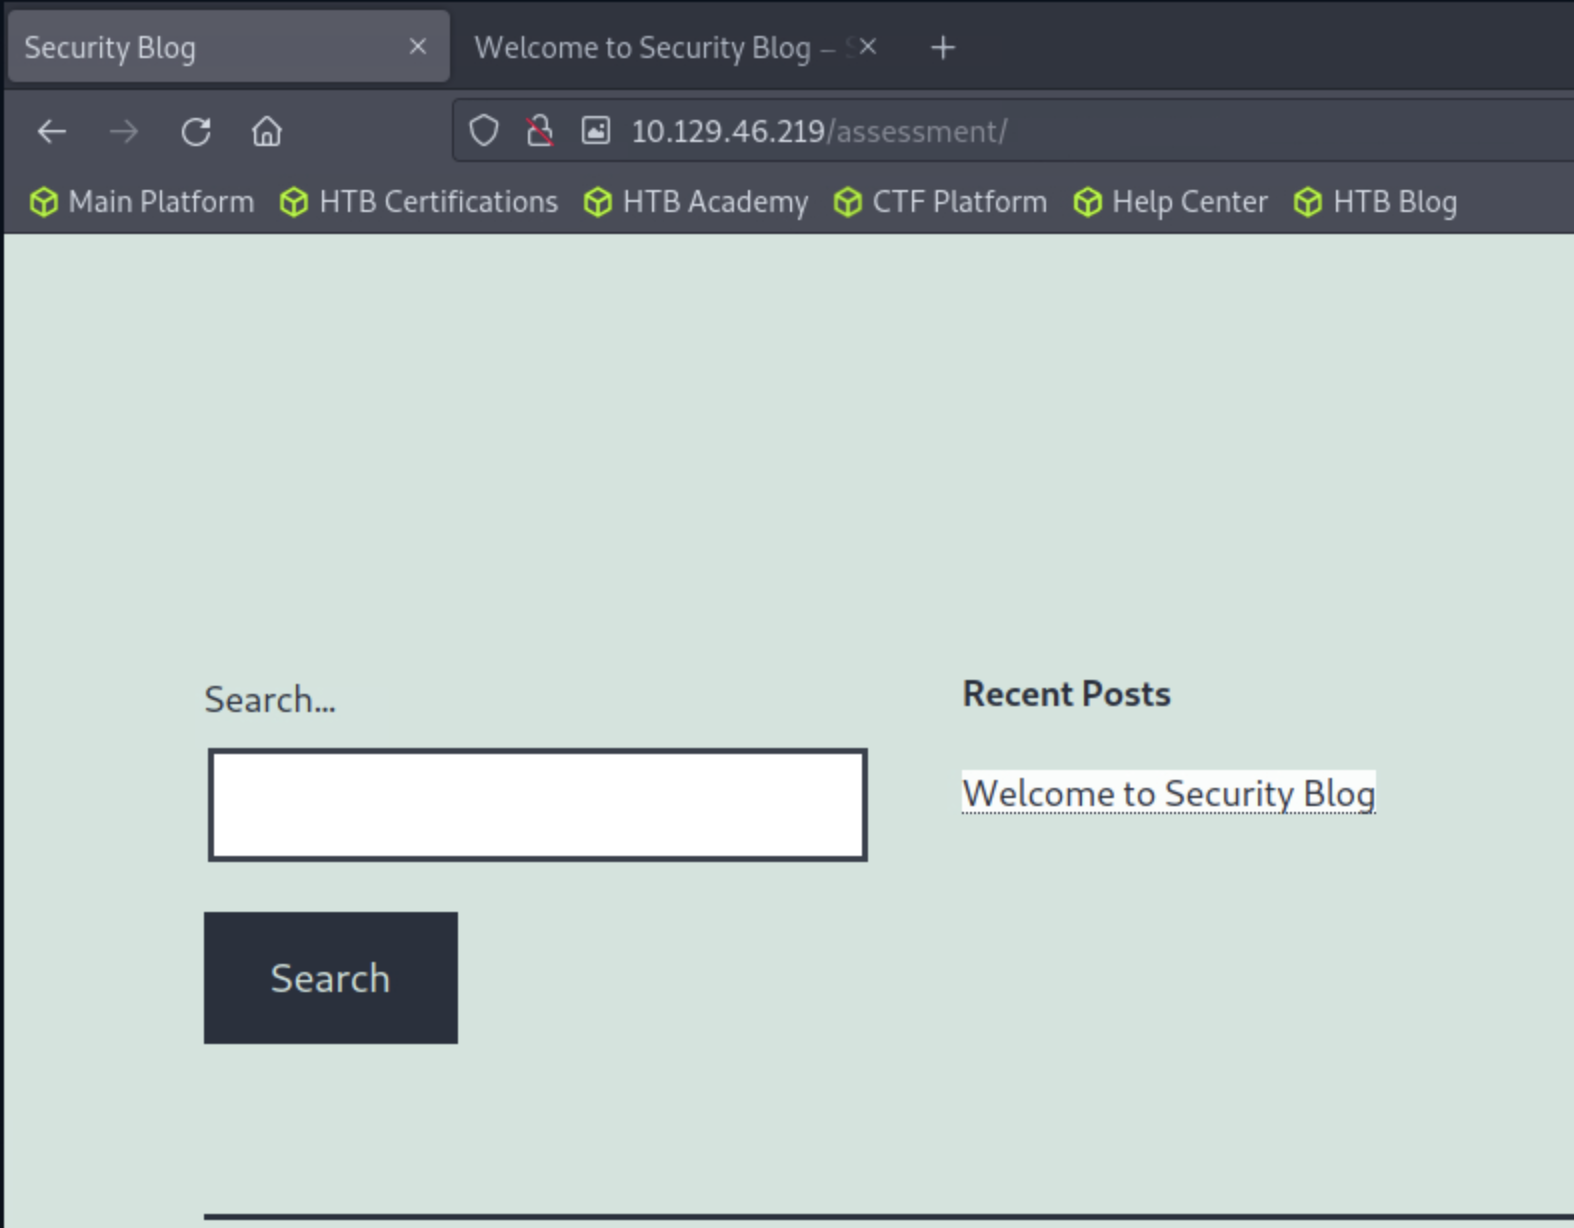 Security Blog
Welcome to Security Blog –
10.129.46.219/assessment/
Main Platform HTB Certifications HTB Academy CTF Platform Help Center HTB Blog
Search...
Recent Posts
Welcome to Security Blog
Search